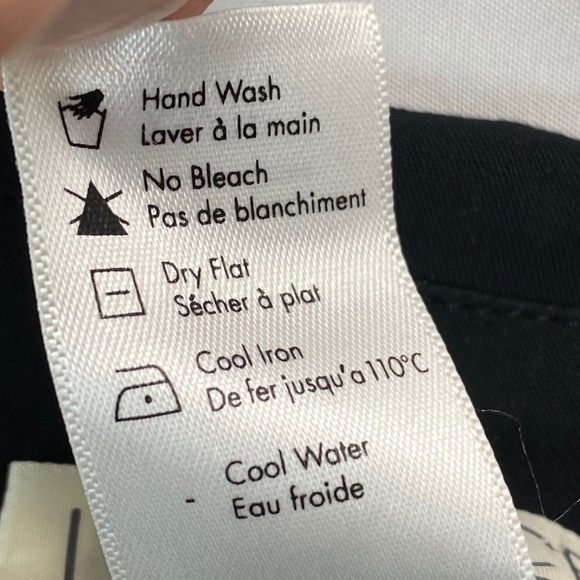 Hand Wash
Laver à la main
No Bleach
Pas de blanchiment
Dry Flat
Sécher à plat
Cool Iron
De fer jusqu'a 110°C
Cool Water
- Eau froide